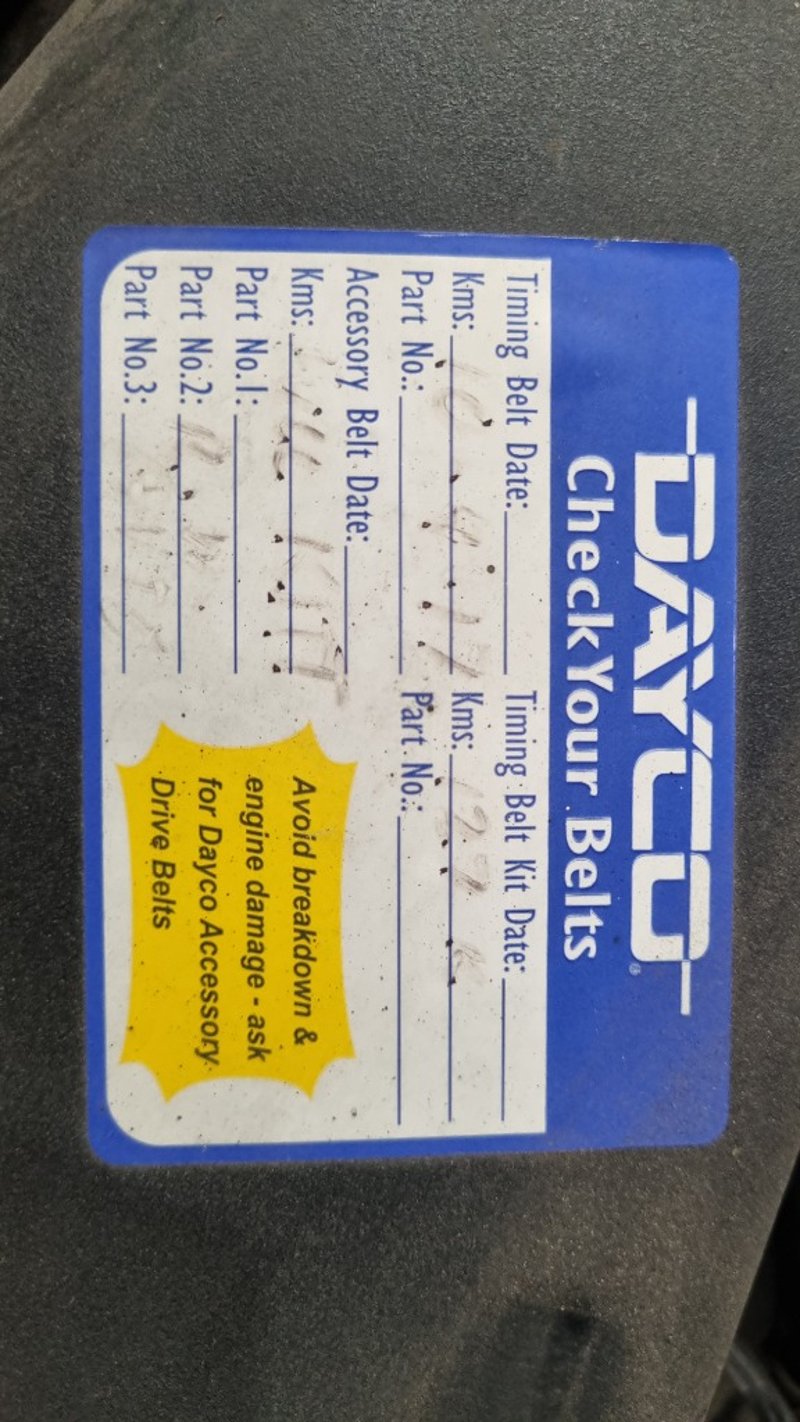 DAYCO®
Check Your Belts
Timing Belt Date: Timing Belt Kit Date:
Kms: Kms:
Part No.: Part No.:
Accessory Belt Date:
Kms:
Part No.1:
Part No.2:
Part No.3:
Avoid breakdown &
engine damage - ask
for Dayco Accessory
Drive Belts